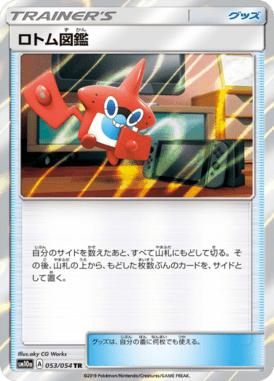 TRAINER'S
グッズ
ロトム図鑑
自分のサイドを数えたあと、すべて山札にもどして切る。そ
の後、山札の上から、もどした枚数ぶんのカードを、サイドと
して置く。
Illus.aky CG Works
グッズは、自分の番に何枚でも使える。
sm10a A 053/054 TR
©2019 Pokémon/Nintendo/Creatures/GAME FREAK.